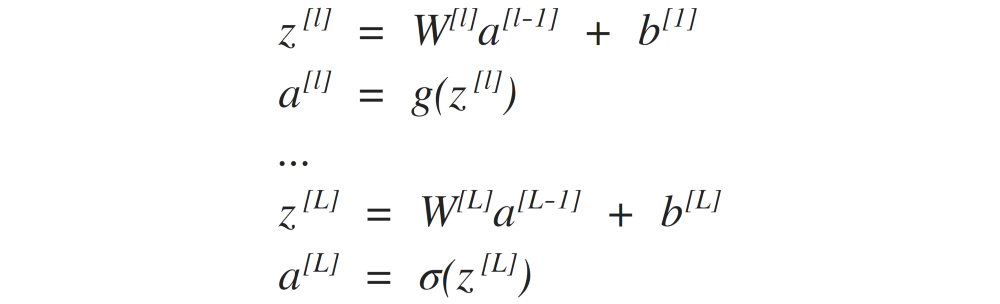 z^[l] = W^[l]a^[l-1] + b^[1]
a^[l] = g(z^[l])
...
z^[L] = W^[L]a^[L-1] + b^[L]
a^[L] = σ(z^[L])